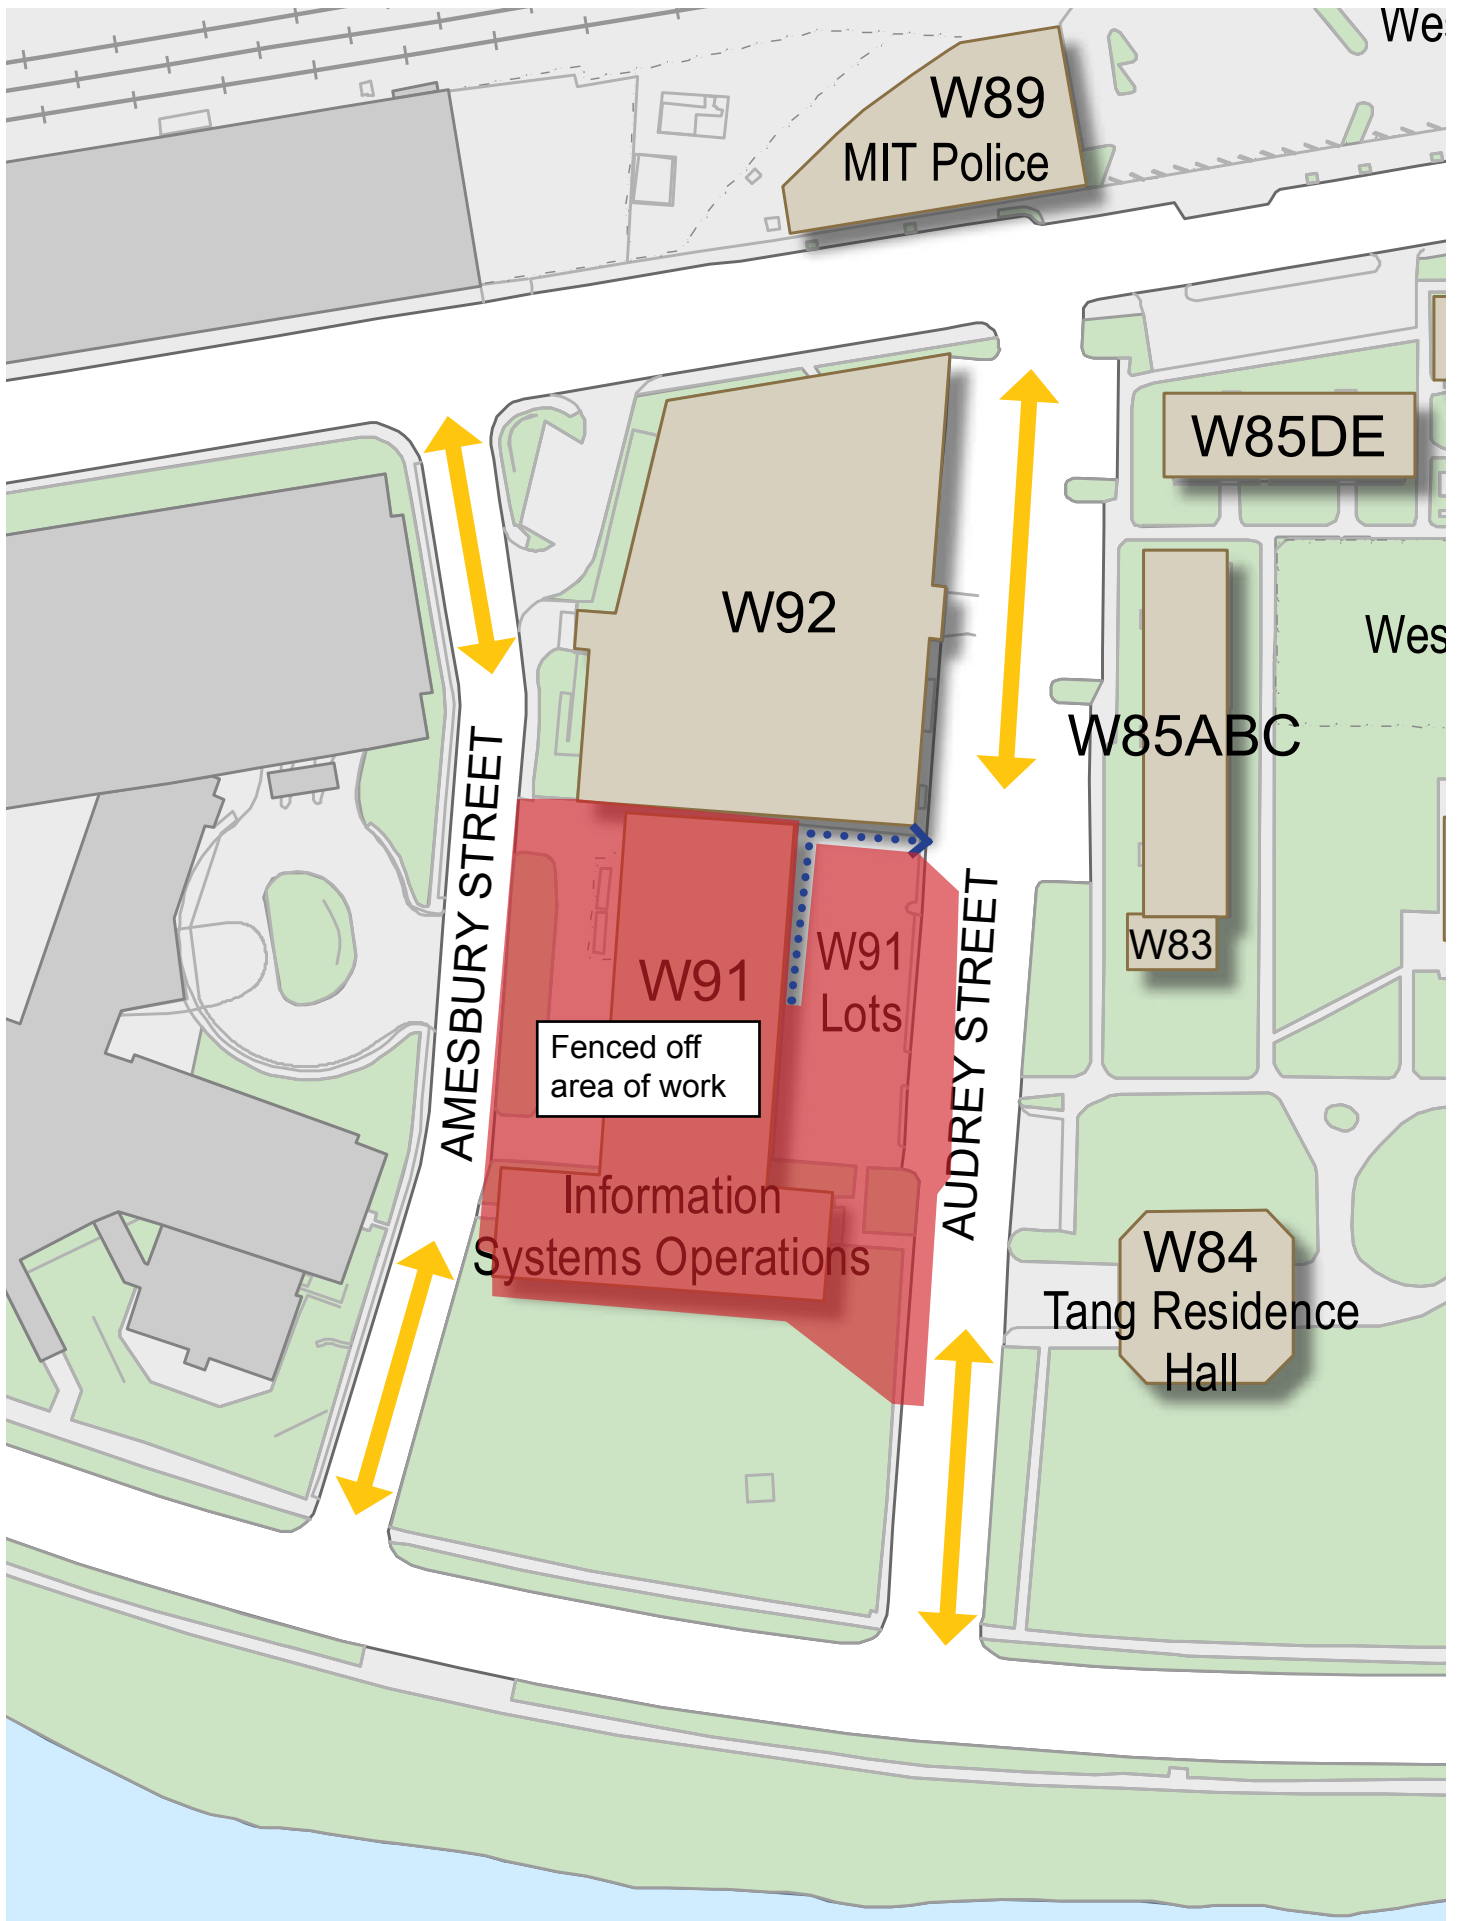 We
W89
MIT Police
W85DE
W92
Wes
W85ABC
AMESBURY STREET
W83
W91
W91
Lots
AUDREY STREET
Fenced off
area of work
Information
Systems Operations
W84
Tang Residence
Hall